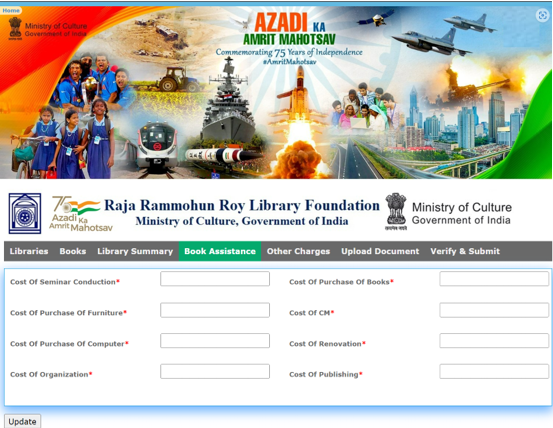 Home
Ministry of Culture
Government of India
AZADI KA
AMRIT MAHOTSAV
Commemorating 75 Years of Independence
#AmritMahotsav
Azadi Ka
Amrit Mahotsav
Raja Rammohun Roy Library Foundation
Ministry of Culture, Government of India
Ministry of Culture
Government of India
Libraries Books Library Summary Book Assistance Other Charges Upload Document Verify & Submit
Cost Of Seminar Conduction* Cost Of Purchase Of Books*
Cost Of Purchase Of Furniture* Cost Of CM*
Cost Of Purchase Of Computer* Cost Of Renovation*
Cost Of Organization* Cost Of Publishing*
Update